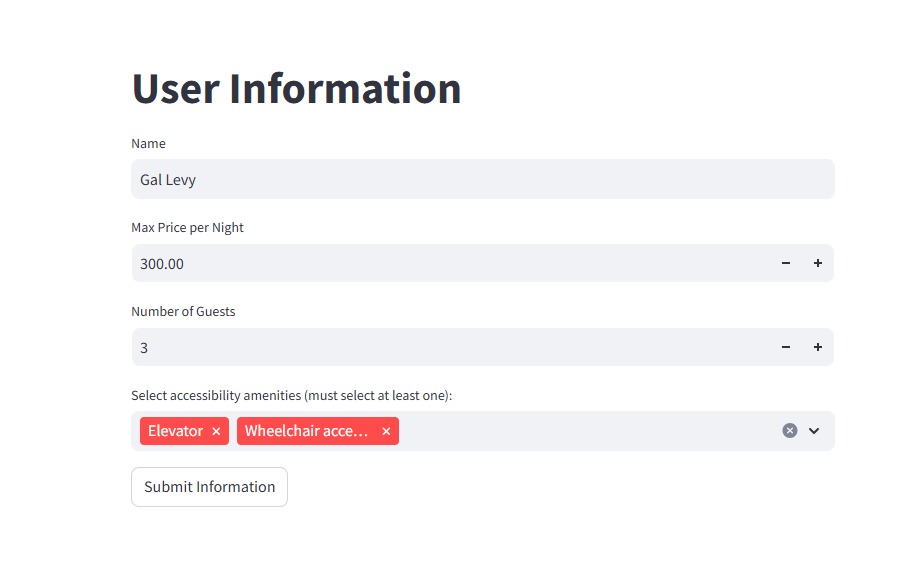 User Information
Name
Gal Levy
Max Price per Night
300.00
Number of Guests
3
Select accessibility amenities (must select at least one):
Elevator × Wheelchair acce... ×
Submit Information